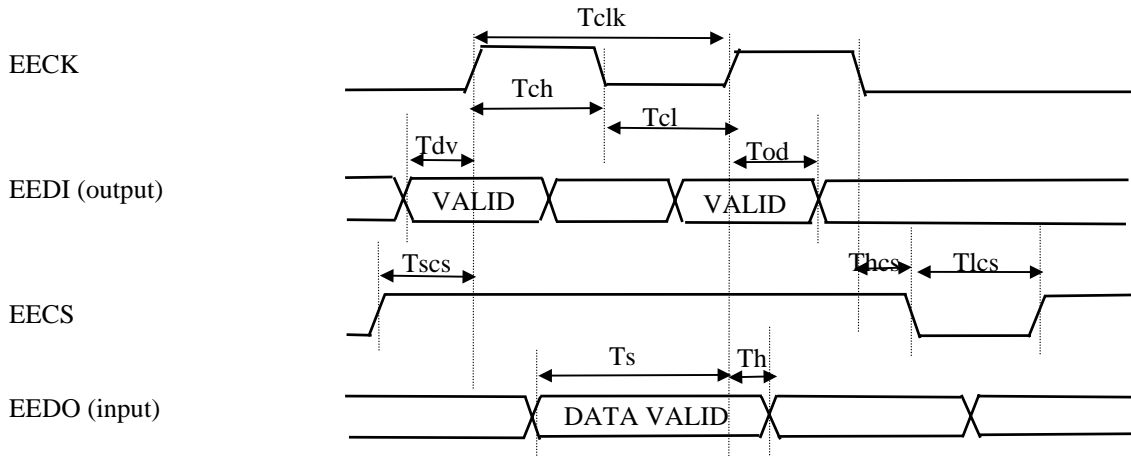 Tclk
EECK
Tch
Tcl
Tdv
Tod
EEDI (output)
VALID
VALID
Tscs
Thcs
Tlcs
EECS
Ts
Th
EEDO (input)
DATA VALID